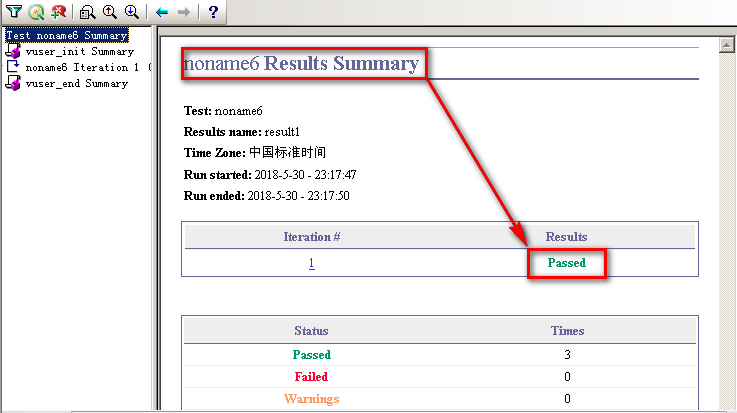 ?
Test noneme6 Summary
vuser_init Summary
noname6 Iteration 1 (
vuser_end Summary
noname6 Results Summary
Test: noname6
Results name: result1
Time Zone: 中国标准时间
Run started: 2018-5-30 - 23:17:47
Run ended: 2018-5-30 - 23:17:50
Iteration # Results
1 Passed
Status Times
Passed 3
Failed 0
Warnings 0